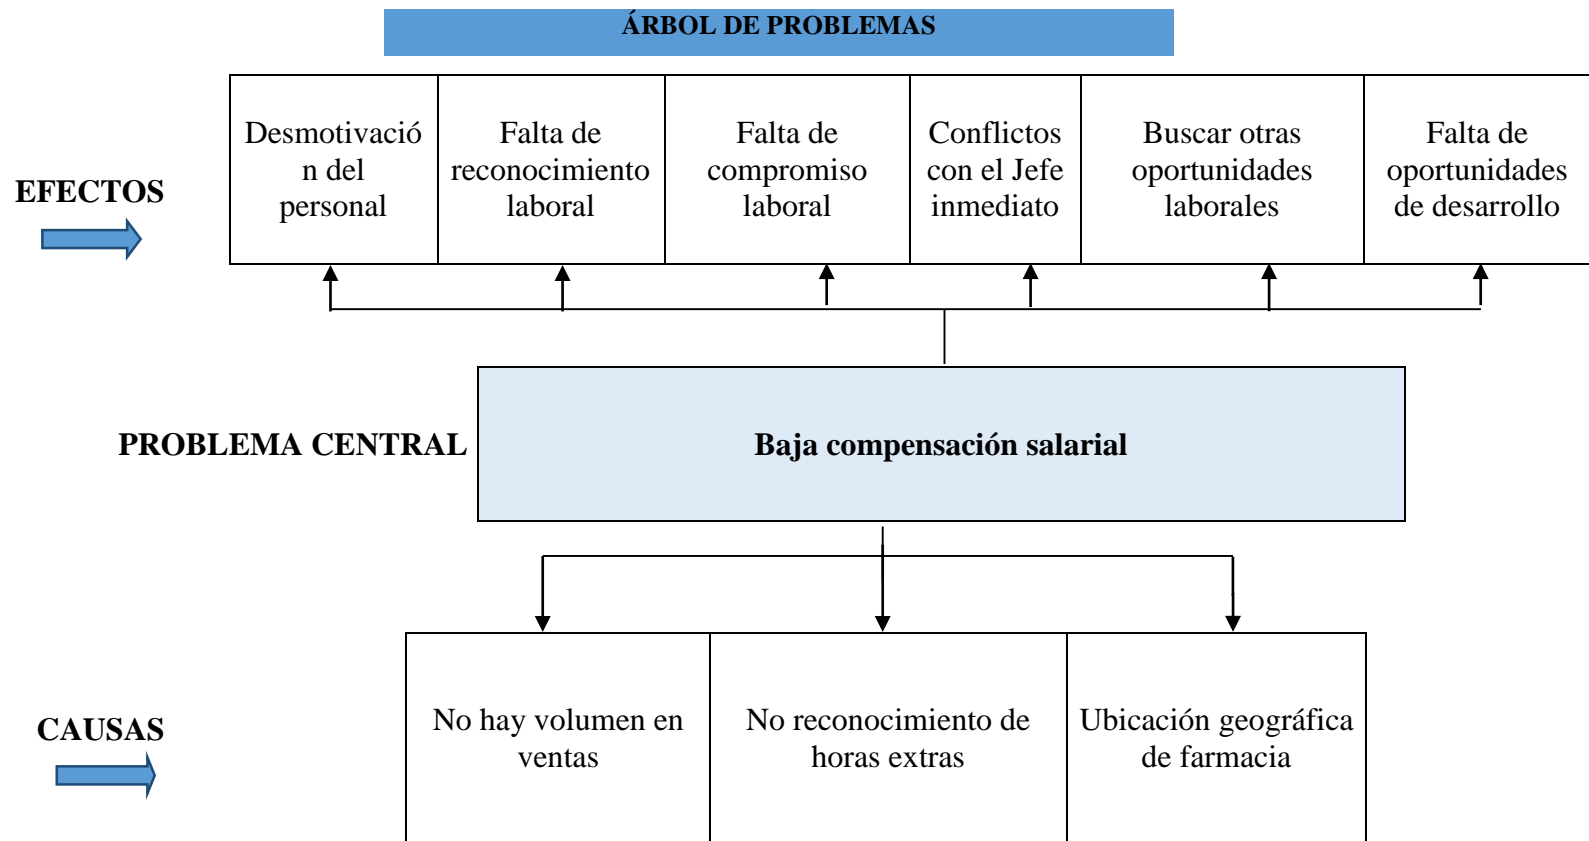 ÁRBOL DE PROBLEMAS
EFECTOS
Desmotivació
n del
personal
Falta de
reconocimiento
laboral
Falta de
compromiso
laboral
Conflictos
con el Jefe
inmediato
Buscar otras
oportunidades
laborales
Falta de
oportunidades
de desarrollo
PROBLEMA CENTRAL
Baja compensación salarial
CAUSAS
No hay volumen en
ventas
No reconocimiento de
horas extras
Ubicación geográfica
de farmacia